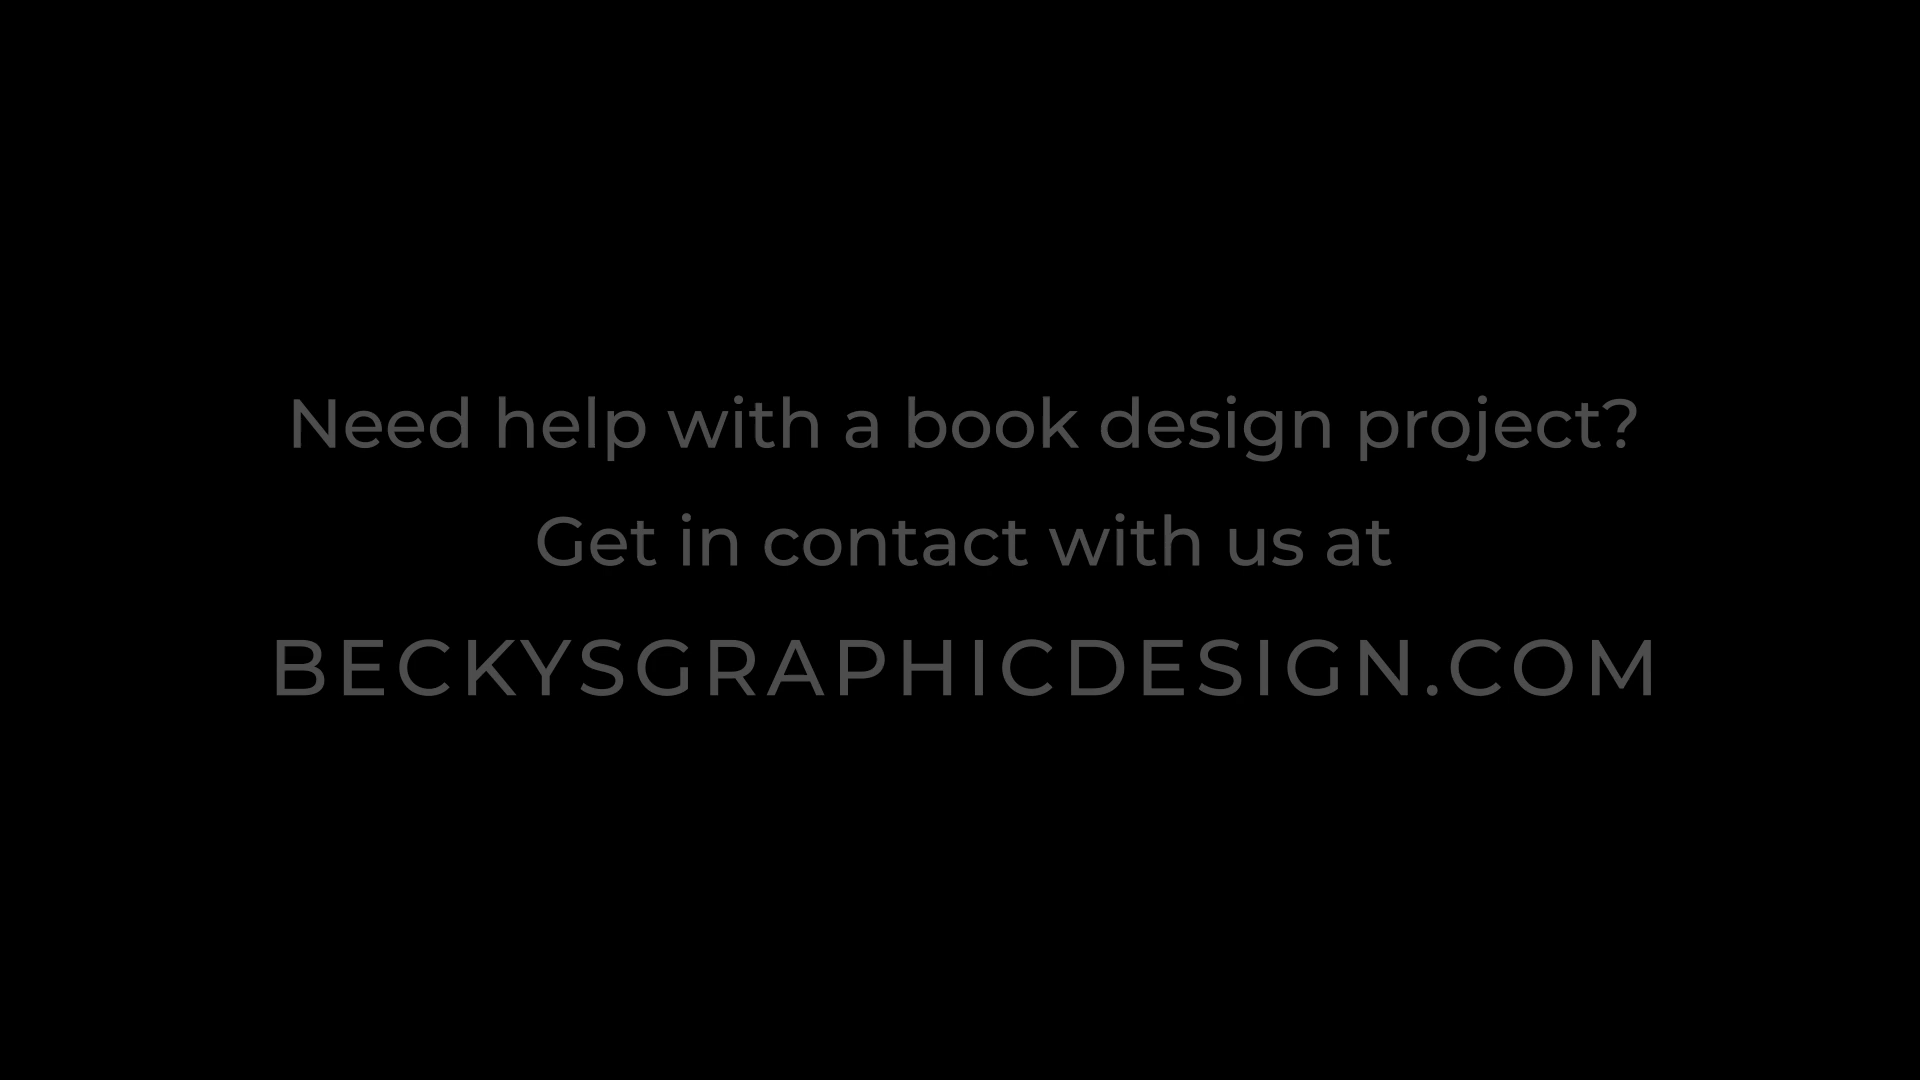 Need help with a book design project?
Get in contact with us at
BECKYSGRAPHICDESIGN.COM